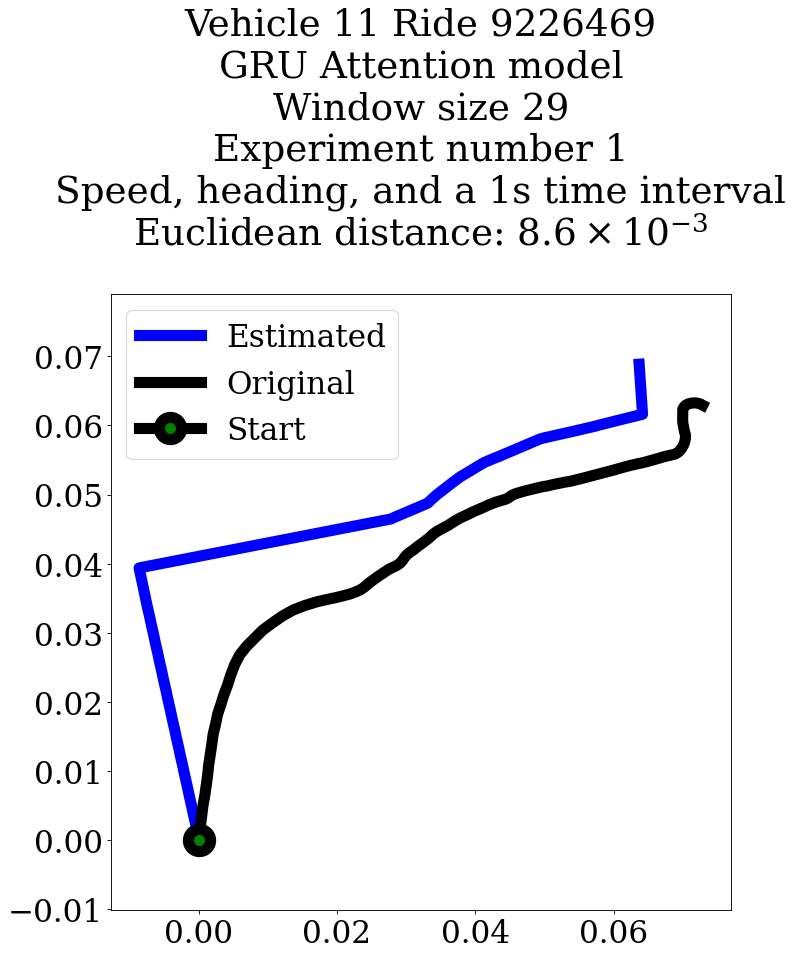 Vehicle 11 Ride 9226469
GRU Attention model
Window size 29
Experiment number 1
Speed, heading, and a 1s time interval
Euclidean distance: 8.6 × 10⁻³
Estimated
Original
Start
0.07
0.06
0.05
0.04
0.03
0.02
0.01
0.00
−0.01
0.00 0.02 0.04 0.06